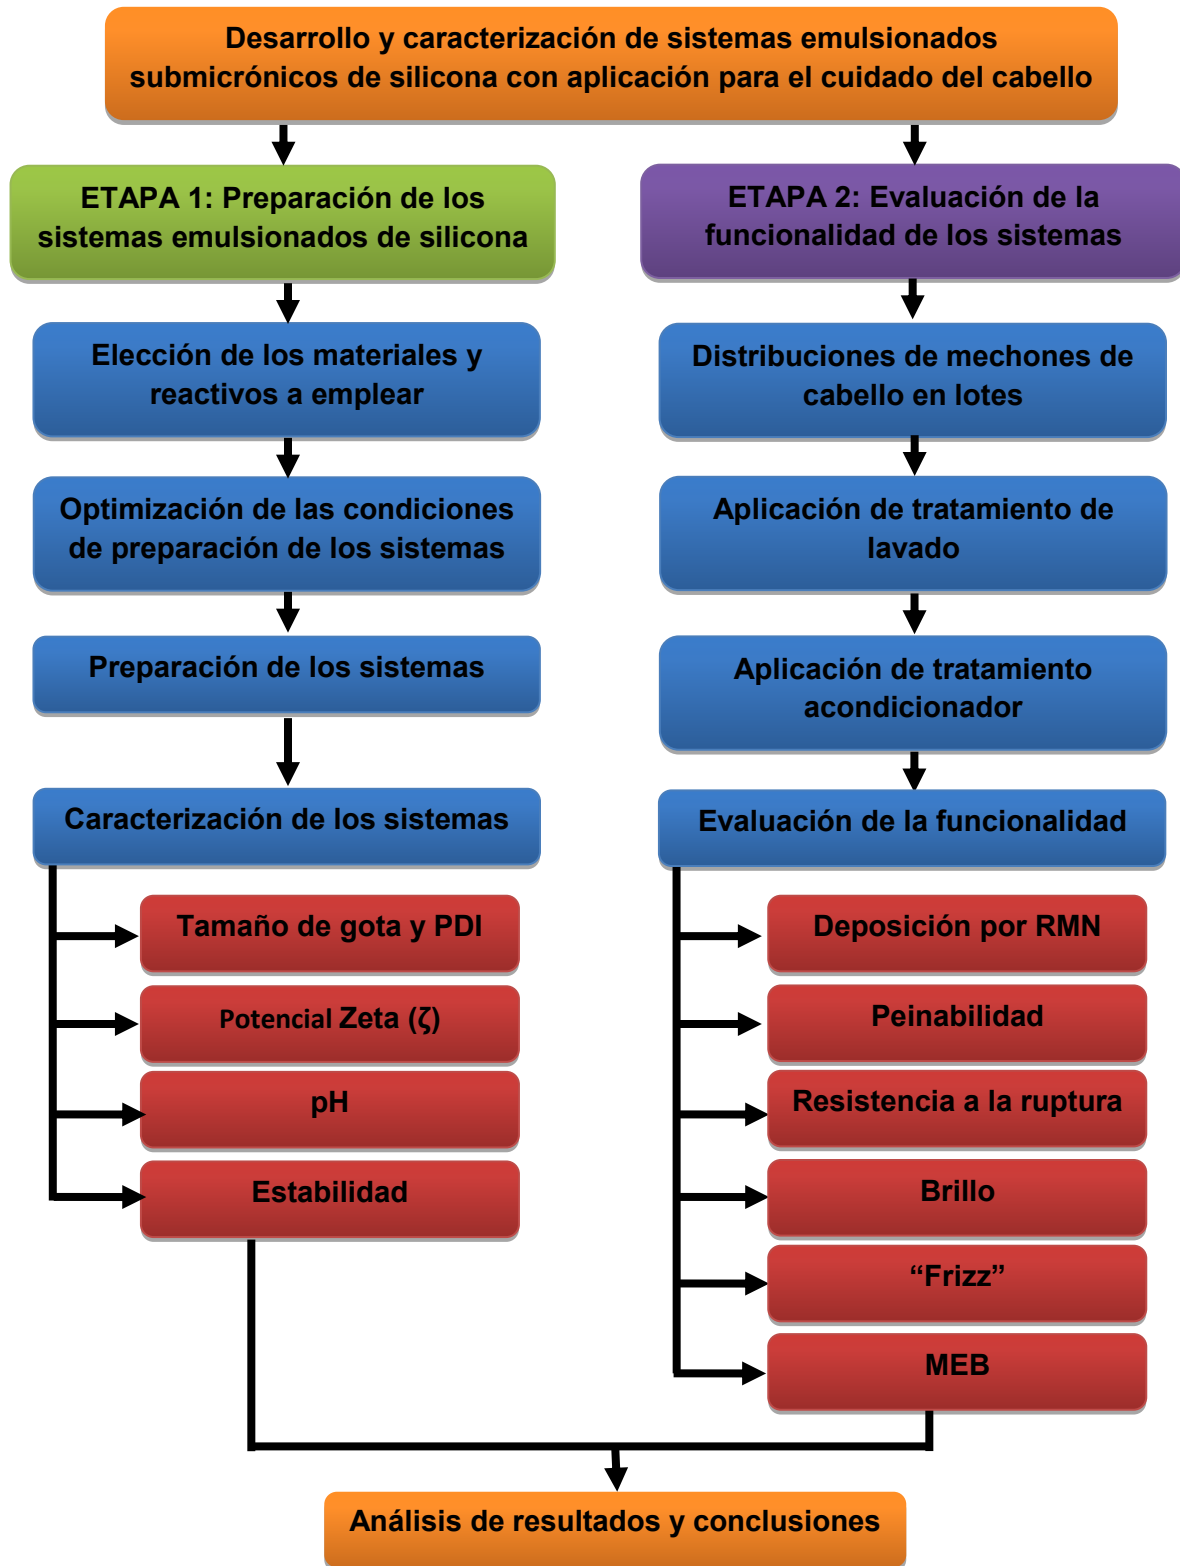 Desarrollo y caracterización de sistemas emulsionados
submicrónicos de silicona con aplicación para el cuidado del cabello
ETAPA 1: Preparación de los
sistemas emulsionados de silicona
Elección de los materiales y
reactivos a emplear
Optimización de las condiciones
de preparación de los sistemas
Preparación de los sistemas
Caracterización de los sistemas
Tamaño de gota y PDI
Potencial Zeta (ζ)
pH
Estabilidad
ETAPA 2: Evaluación de la
funcionalidad de los sistemas
Distribuciones de mechones de
cabello en lotes
Aplicación de tratamiento de
lavado
Aplicación de tratamiento
acondicionador
Evaluación de la funcionalidad
Deposición por RMN
Peinabilidad
Resistencia a la ruptura
Brillo
“Frizz”
MEB
Análisis de resultados y conclusiones